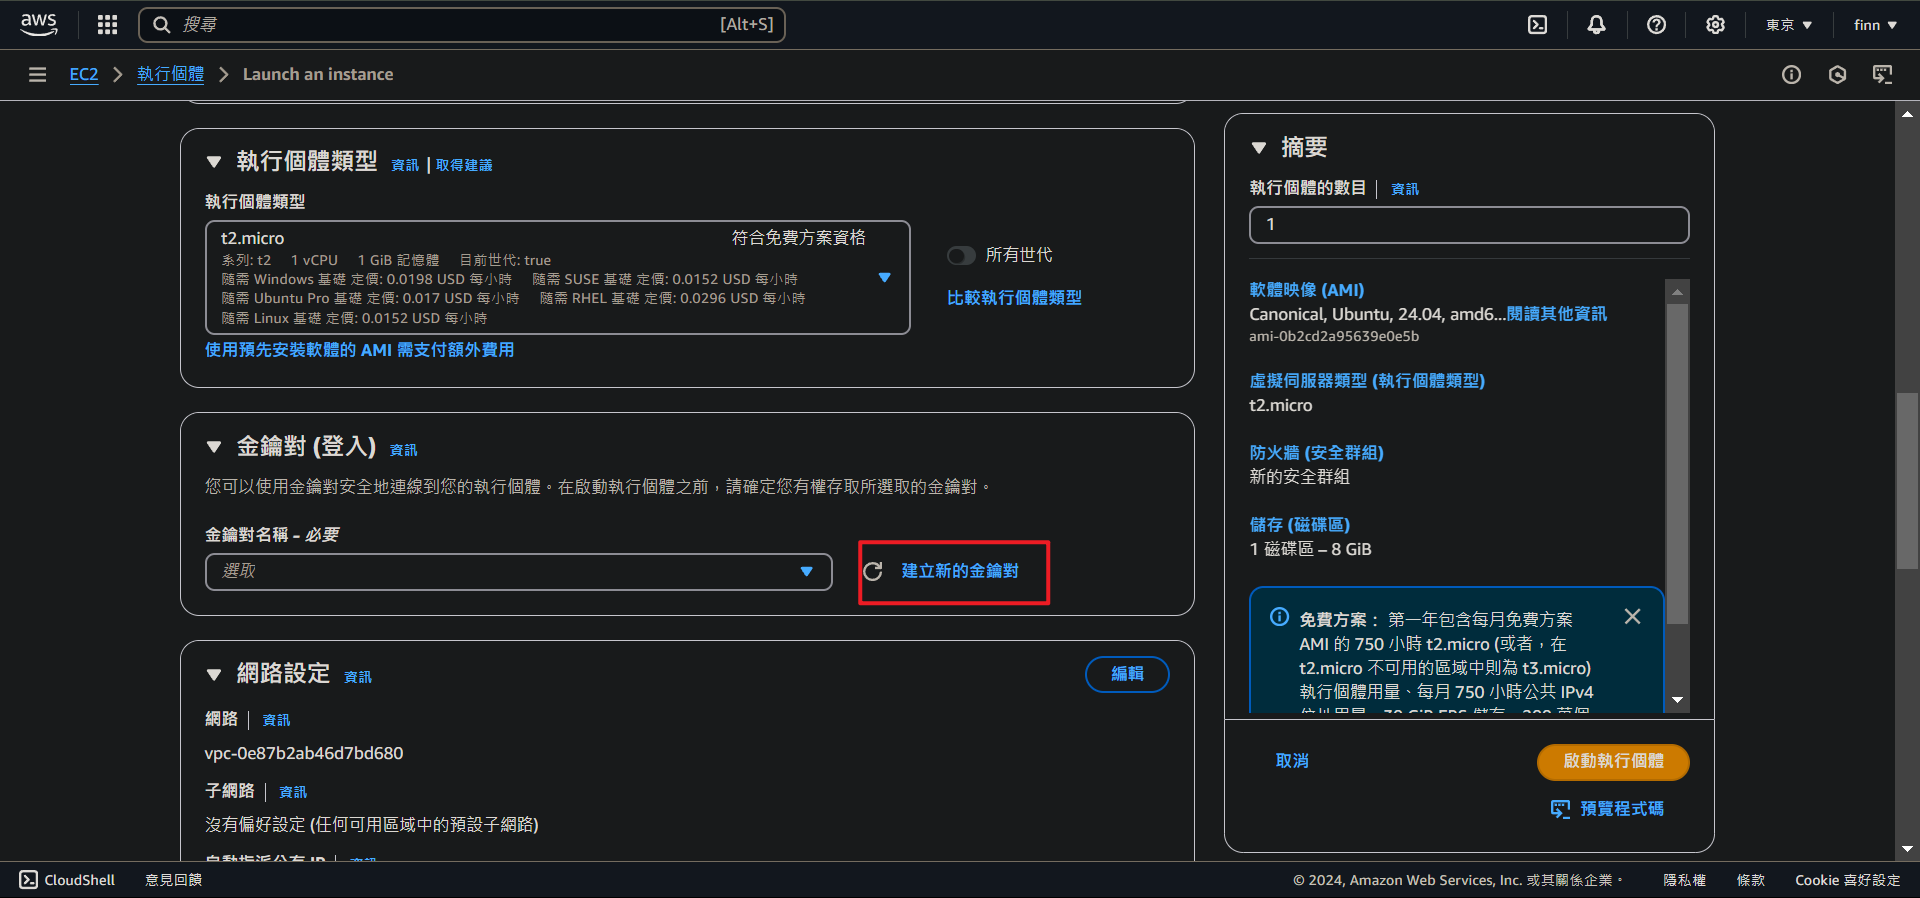 aws
搜尋
[Alt+S]
東京
finn
EC2
執行個體
Launch an instance
執行個體類型
資訊 | 取得建議
執行個體類型
t2.micro
符合免費方案資格
系列: t2 1 vCPU 1 GiB 記憶體 目前世代: true
隨需 Windows 基礎 定價: 0.0198 USD 每小時 隨需 SUSE 基礎 定價: 0.0152 USD 每小時
隨需 Ubuntu Pro 基礎 定價: 0.017 USD 每小時 隨需 RHEL 基礎 定價: 0.0296 USD 每小時
隨需 Linux 基礎 定價: 0.0152 USD 每小時
所有世代
比較執行個體類型
使用預先安裝軟體的 AMI 需支付額外費用
金鑰對 (登入)
資訊
您可以使用金鑰對安全地連線到您的執行個體。在啟動執行個體之前，請確定您有權存取所選取的金鑰對。
金鑰對名稱 – 必要
選取
建立新的金鑰對
網路設定
資訊
編輯
網路
資訊
vpc-0e87b2ab46d7bd680
子網路
資訊
沒有偏好設定 (任何可用區域中的預設子網路)
自動指派公有 IP
資訊
摘要
執行個體的數目
資訊
1
軟體映像 (AMI)
Canonical, Ubuntu, 24.04, amd6...閱讀其他資訊
ami-0b2cd2a95639e0e5b
虛擬伺服器類型 (執行個體類型)
t2.micro
防火牆 (安全群組)
新的安全群組
儲存 (磁碟區)
1 磁碟區 – 8 GiB
免費方案： 第一年包含每月免費方案
AMI 的 750 小時 t2.micro (或者，在
t2.micro 不可用的區域中則為 t3.micro)
執行個體用量、每月 750 小時公共 IPv4
取消
啟動執行個體
預覽程式碼
CloudShell
意見回饋
© 2024, Amazon Web Services, Inc. 或其關係企業。
隱私權
條款
Cookie 喜好設定